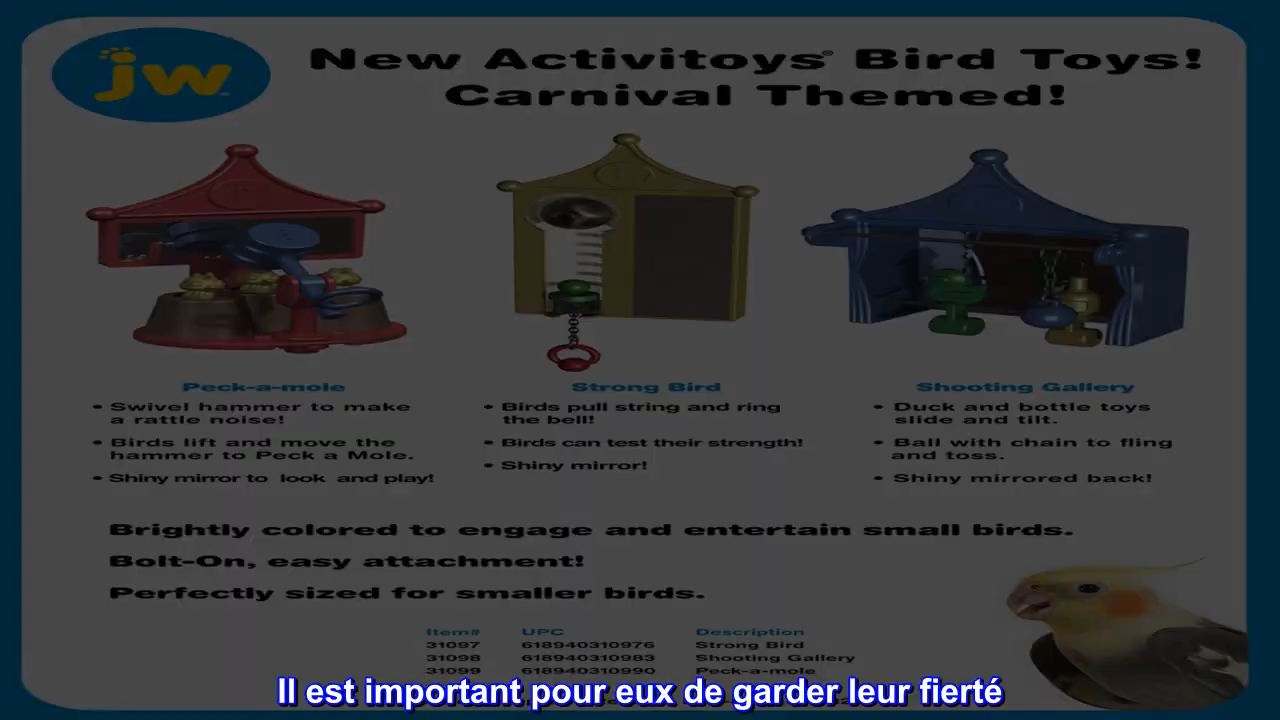 jw
New Activitoys® Bird Toys!
Carnival Themed!
Peck-a-mole
• Swivel hammer to make
a rattle noise!
• Birds lift and move the
hammer to Peck a Mole.
• Shiny mirror to look and play!
Strong Bird
• Birds pull string and ring
the bell!
• Birds can test their strength!
• Shiny mirror!
Shooting Gallery
• Duck and bottle toys
slide and tilt.
• Ball with chain to fling
and toss.
• Shiny mirrored back!
Brightly colored to engage and entertain small birds.
Bolt-On, easy attachment!
Perfectly sized for smaller birds.
Item# UPC Description
31097 618940310976 Strong Bird
31098 618940310983 Shooting Gallery
31099 618940310990 Peck-a-mole
Il est important pour eux de garder leur fierté